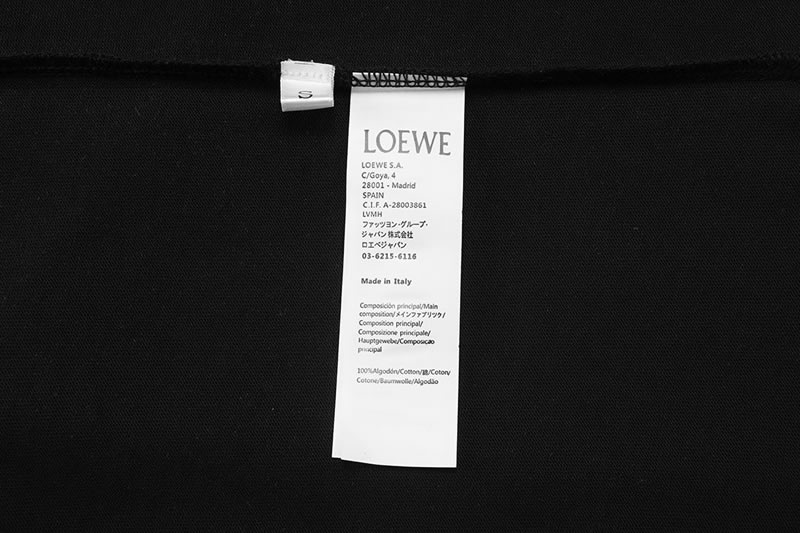 S
LOEWE
LOEWE S.A.
C/Goya, 4
28001 - Madrid
SPAIN
C.I.F. A-28003861
LVMH
ファッツョン·グループ·
ジャパン株式会社
ロエベジャパン
03-6215-6116
Made in Italy
Composición principal/Main
composition/メインファブリック/
Composition principal/
Composizione principale/
Hauptgewebe/Composição
principal
100%Algodón/Cotton/綿/Coton/
Cotone/Baumwolle/Algodão